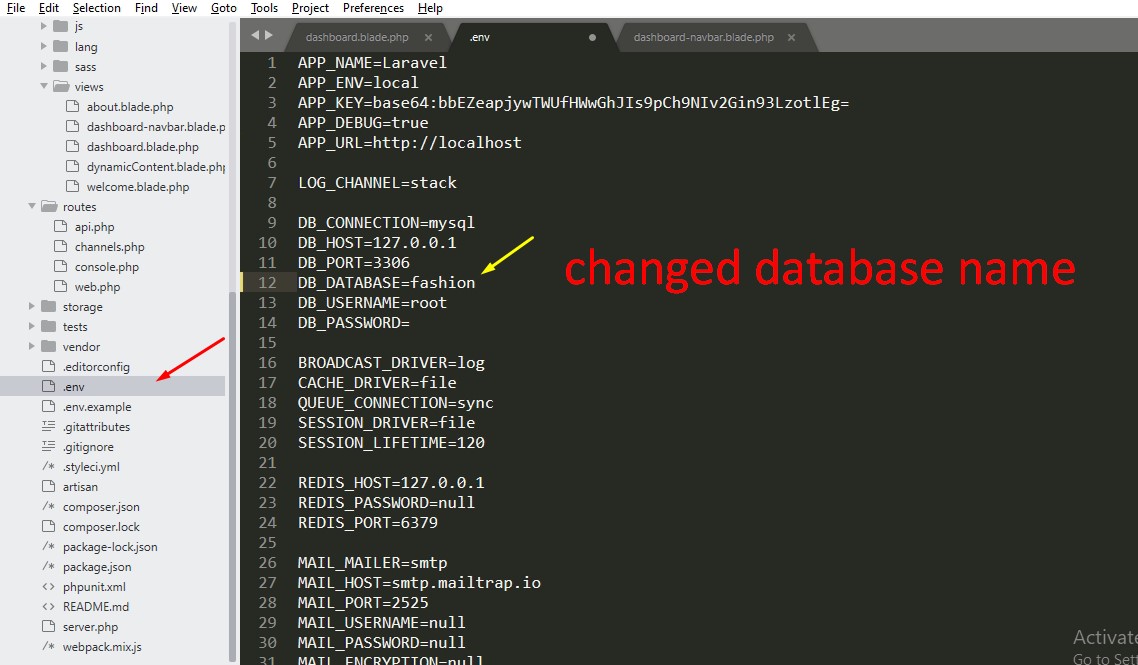 File Edit Selection Find View Goto Tools Project Preferences Help
js
lang
sass
views
about.blade.php
dashboard-navbar.blade.p
dashboard.blade.php
dynamicContent.blade.php
welcome.blade.php
routes
api.php
channels.php
console.php
web.php
storage
tests
vendor
.editorconfig
.env
.env.example
.gitattributes
.gitignore
.styleci.yml
artisan
composer.json
composer.lock
package-lock.json
package.json
phpunit.xml
README.md
server.php
webpack.mix.js
dashboard.blade.php .env dashboard-navbar.blade.php
1 APP_NAME=Laravel
2 APP_ENV=local
3 APP_KEY=base64:bbEZeapjywTWUfHWwGhJIs9pCh9NIv2Gin93LzotlEg=
4 APP_DEBUG=true
5 APP_URL=http://localhost
6
7 LOG_CHANNEL=stack
8
9 DB_CONNECTION=mysql
10 DB_HOST=127.0.0.1
11 DB_PORT=3306
12 DB_DATABASE=fashion
13 DB_USERNAME=root
14 DB_PASSWORD=
15
16 BROADCAST_DRIVER=log
17 CACHE_DRIVER=file
18 QUEUE_CONNECTION=sync
19 SESSION_DRIVER=file
20 SESSION_LIFETIME=120
21
22 REDIS_HOST=127.0.0.1
23 REDIS_PASSWORD=null
24 REDIS_PORT=6379
25
26 MAIL_MAILER=smtp
27 MAIL_HOST=smtp.mailtrap.io
28 MAIL_PORT=2525
29 MAIL_USERNAME=null
30 MAIL_PASSWORD=null
31 MAIL_ENCRYPTION=null
changed database name
Activate
Go to Sett